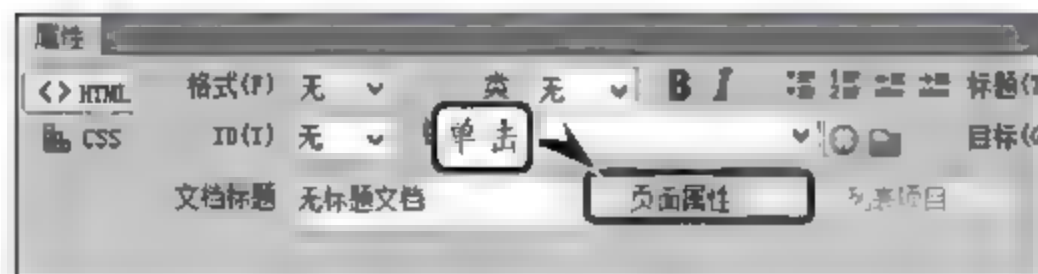 属性
<> HTML 格式(F) 无 类 无 B I 标题(T
CSS ID(I) 无 单击 目标(G
文档标题 无标题文档 页面属性 列表项目